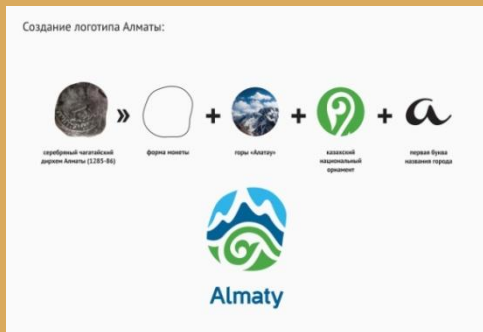 Создание логотипа Алматы:
»
+
+
+
a
серебряный чагатайский
дирхем Алматы (1285-86)
форма монеты
горы «Алатау»
казахский
национальный
орнамент
первая буква
названия города
Almaty